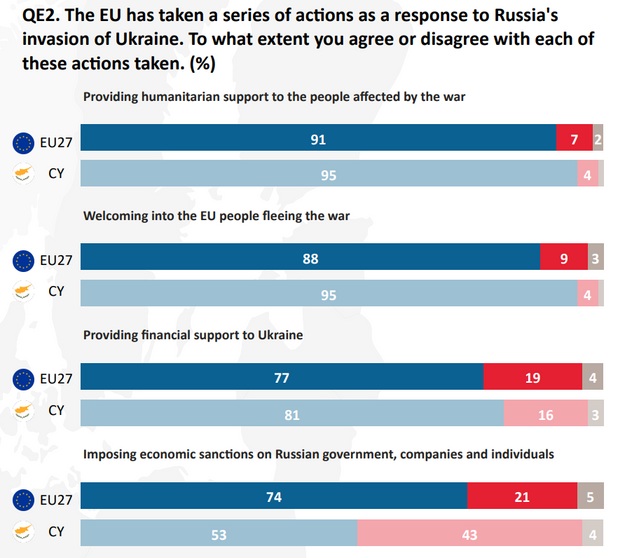 QE2. The EU has taken a series of actions as a response to Russia's
invasion of Ukraine. To what extent you agree or disagree with each of
these actions taken. (%)
Providing humanitarian support to the people affected by the war
EU27 91 7 2
CY 95 4
Welcoming into the EU people fleeing the war
EU27 88 9 3
CY 95 4
Providing financial support to Ukraine
EU27 77 19 4
CY 81 16 3
Imposing economic sanctions on Russian government, companies and individuals
EU27 74 21 5
CY 53 43 4